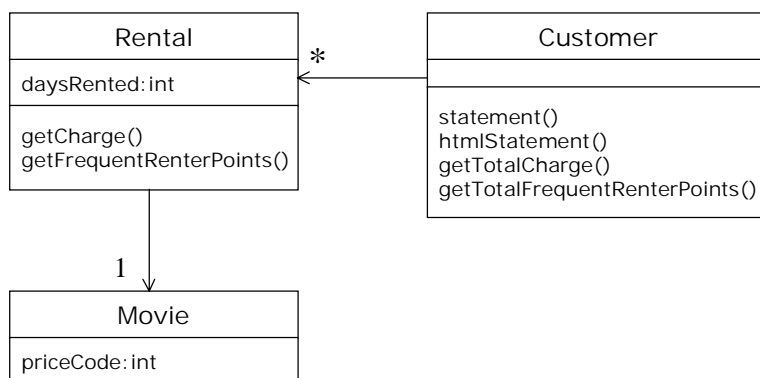 Rental
daysRented:int
getCharge()
getFrequentRenterPoints()
*
Customer
statement()
htmlStatement()
getTotalCharge()
getTotalFrequentRenterPoints()
1
Movie
priceCode:int